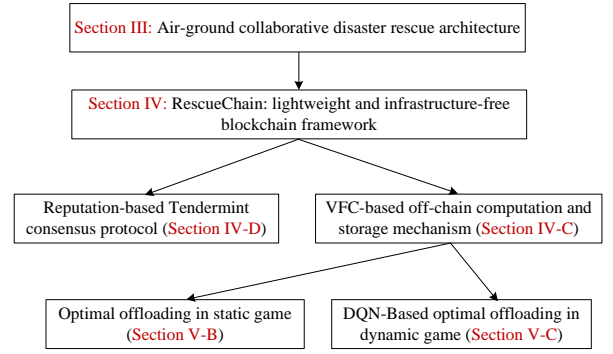 Section III: Air-ground collaborative disaster rescue architecture
Section IV: RescueChain: lightweight and infrastructure-free
blockchain framework
Reputation-based Tendermint
consensus protocol (Section IV-D)
VFC-based off-chain computation and
storage mechanism (Section IV-C)
Optimal offloading in static game
(Section V-B)
DQN-Based optimal offloading in
dynamic game (Section V-C)